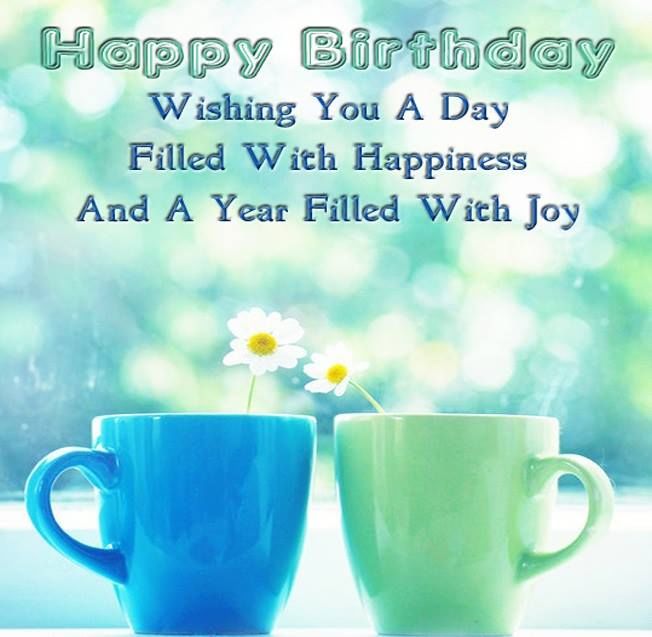 Happy Birthday
Wishing You A Day
Filled With Happiness
And A Year Filled With Joy